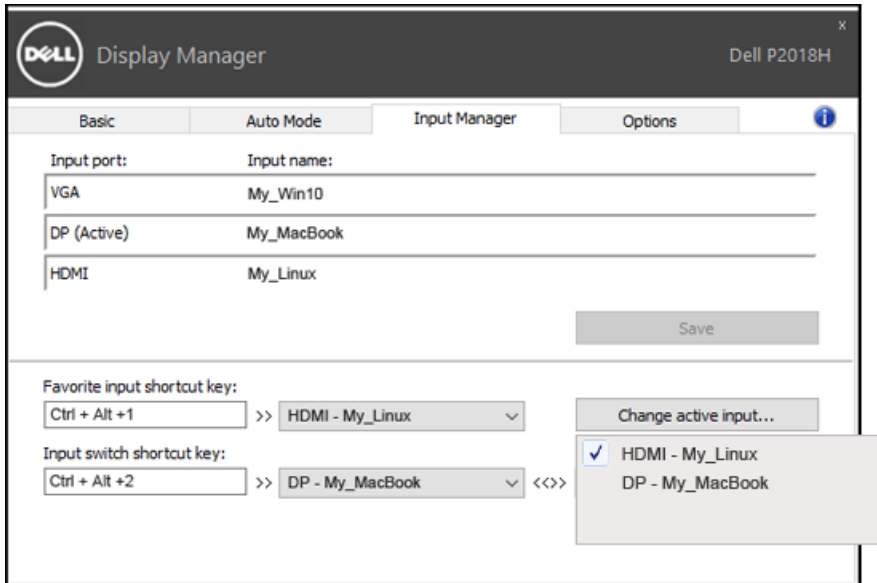 x
DELL Display Manager Dell P2018H
Basic Auto Mode Input Manager Options i
Input port: Input name:
VGA My_Win10
DP (Active) My_MacBook
HDMI My_Linux
Save
Favorite input shortcut key:
Ctrl + Alt +1 >> HDMI - My_Linux Change active input...
Input switch shortcut key: HDMI - My_Linux
Ctrl + Alt +2 >> DP - My_MacBook <<>> DP - My_MacBook